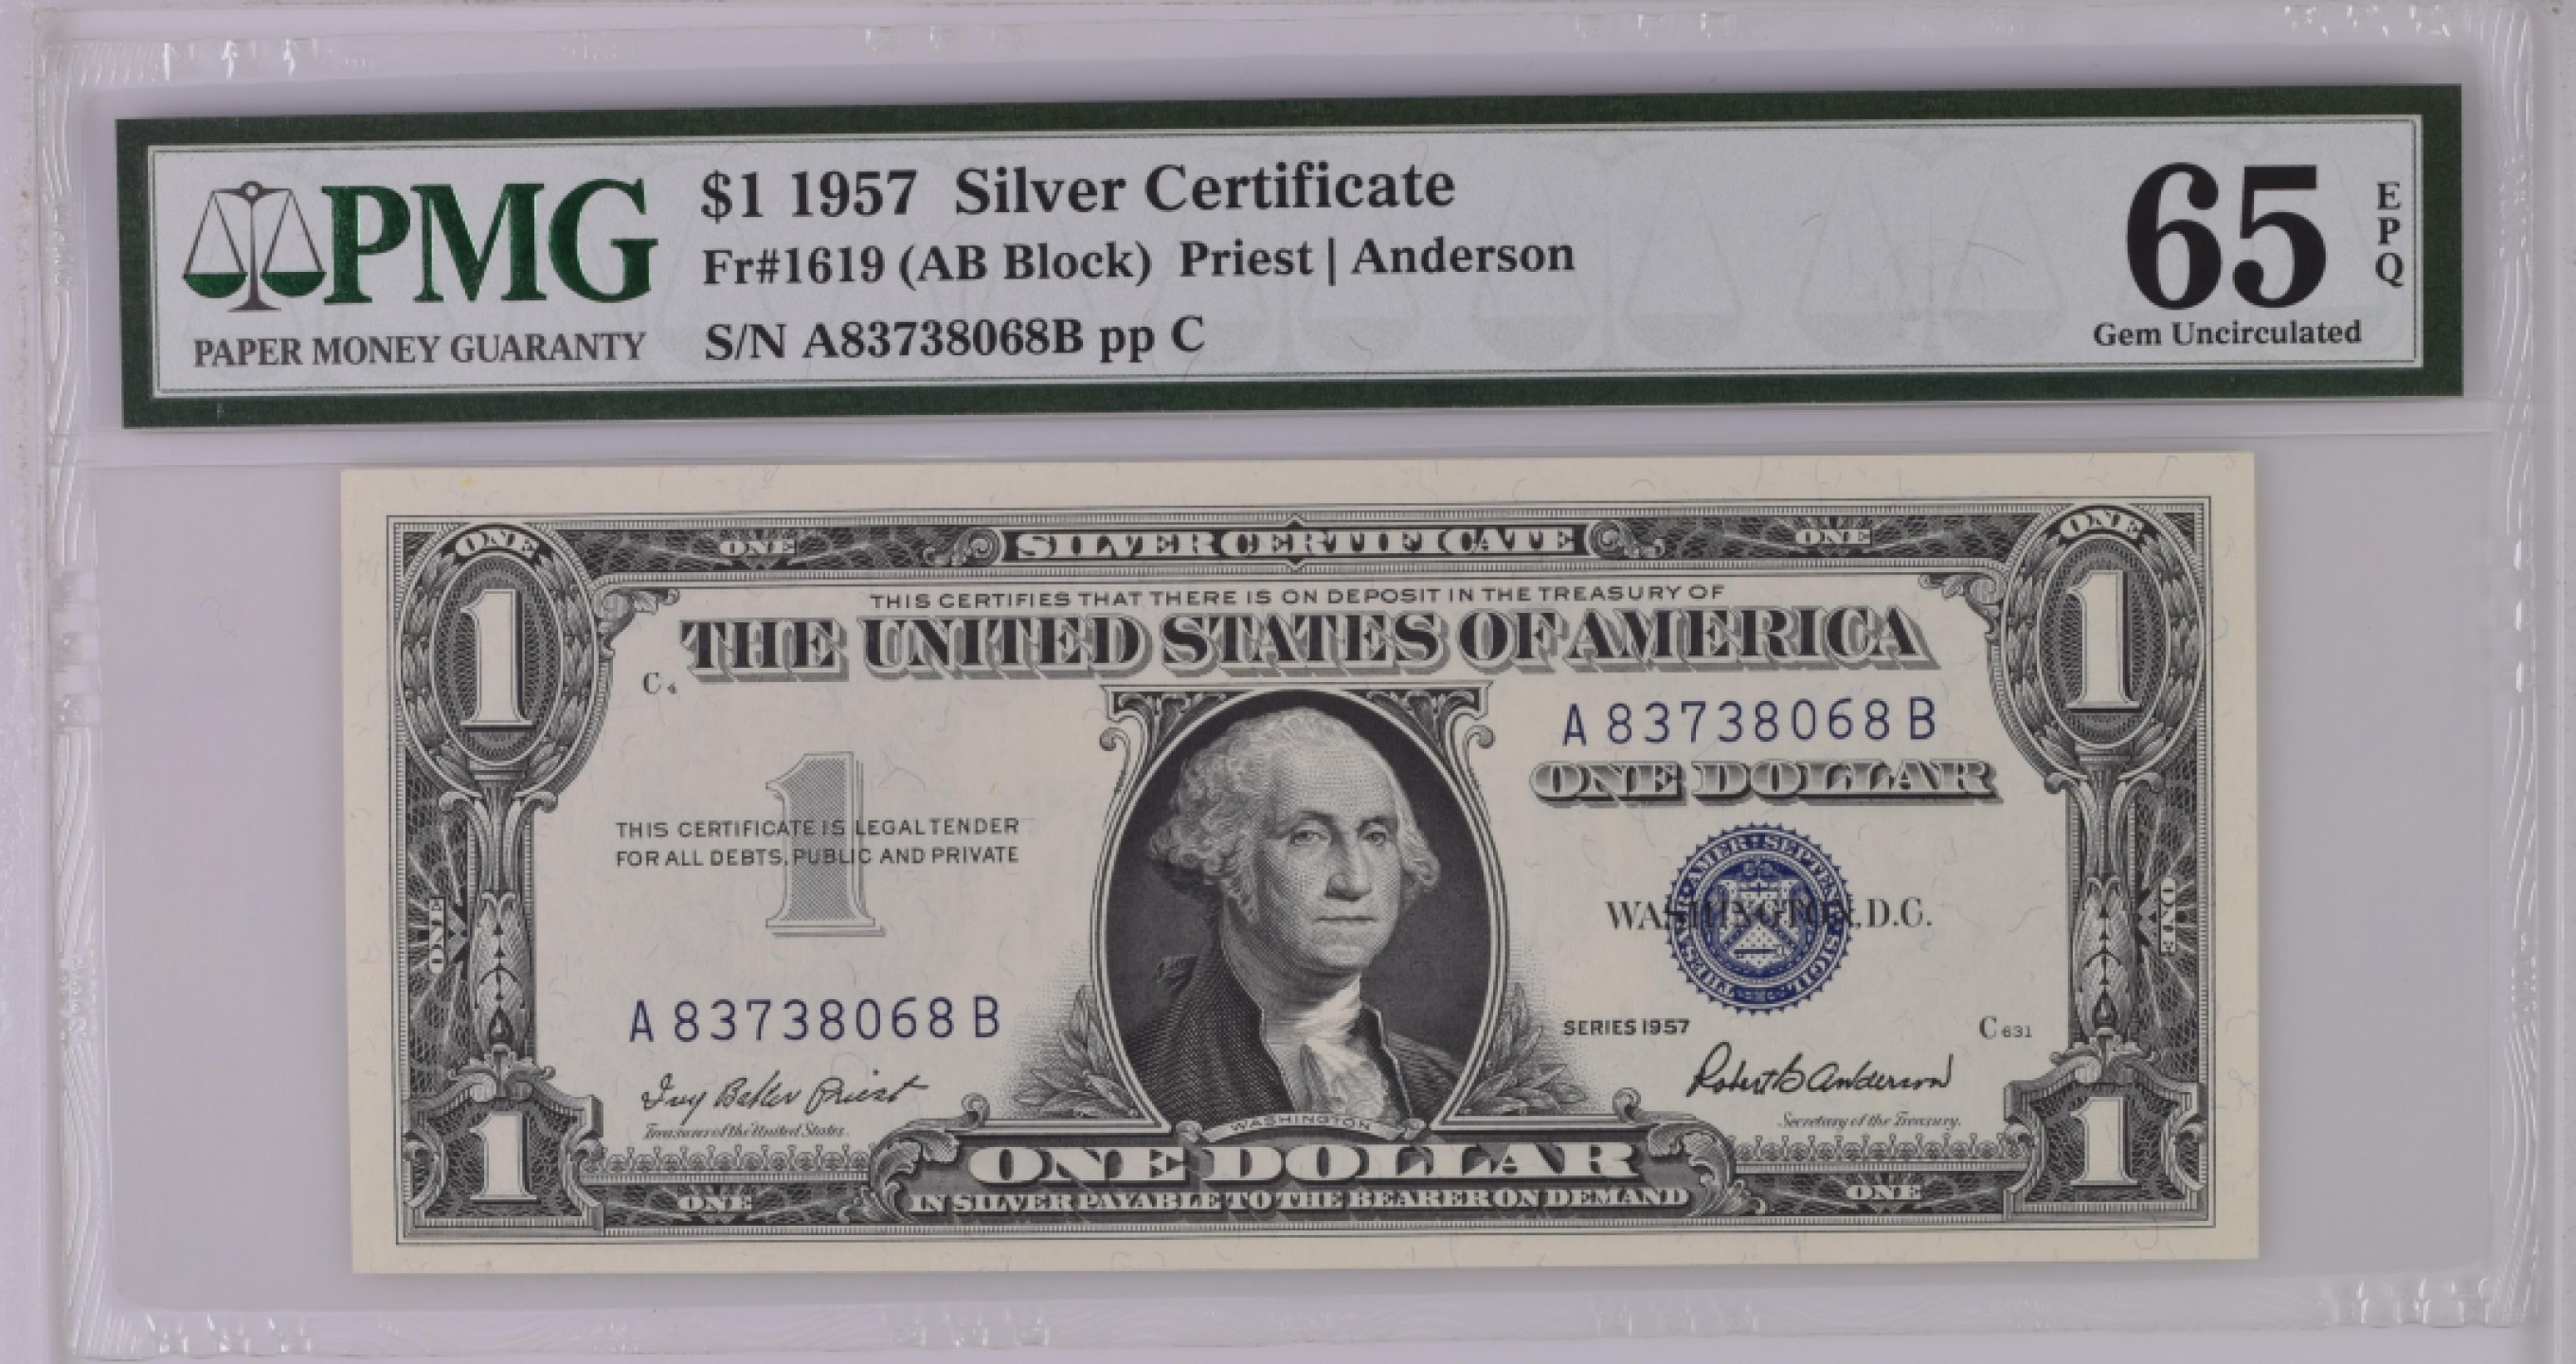 PMG
PAPER MONEY GUARANTY
$1 1957 Silver Certificate
Fr#1619 (AB Block) Priest | Anderson
S/N A83738068B pp C
65
EPQ
Gem Uncirculated
ONE
ONE
SILVER CERTIFICATE
ONE
ONE
1
1
THIS CERTIFIES THAT THERE IS ON DEPOSIT IN THE TREASURY OF
THE UNITED STATES OF AMERICA
C4
A 83738068 B
ONE DOLLAR
1
THIS CERTIFICATE IS LEGAL TENDER
FOR ALL DEBTS, PUBLIC AND PRIVATE
WASHINGTON, D.C.
ONE
ONE
A 83738068 B
SERIES 1957
C631
Ivy Baker Priest
Treasurer of the United States.
Robert B Anderson
Secretary of the Treasury.
WASHINGTON
1
1
ONE DOLLAR
ONE
IN SILVER PAYABLE TO THE BEARER ON DEMAND
ONE